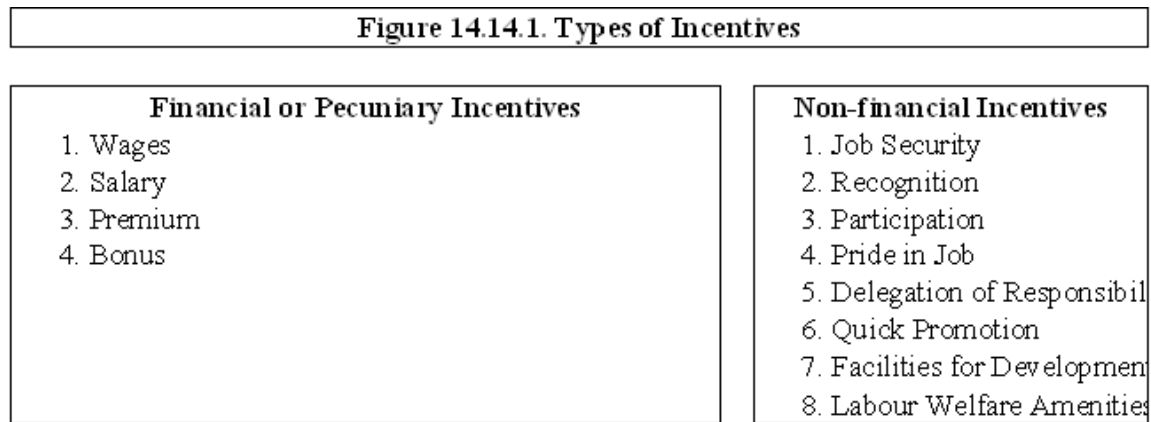 Figure 14.14.1. Types of Incentives
Financial or Pecuniary Incentives
1. Wages
2. Salary
3. Premium
4. Bonus
Non-financial Incentives
1. Job Security
2. Recognition
3. Participation
4. Pride in Job
5. Delegation of Responsibil
6. Quick Promotion
7. Facilities for Developmen
8. Labour Welfare Amenities